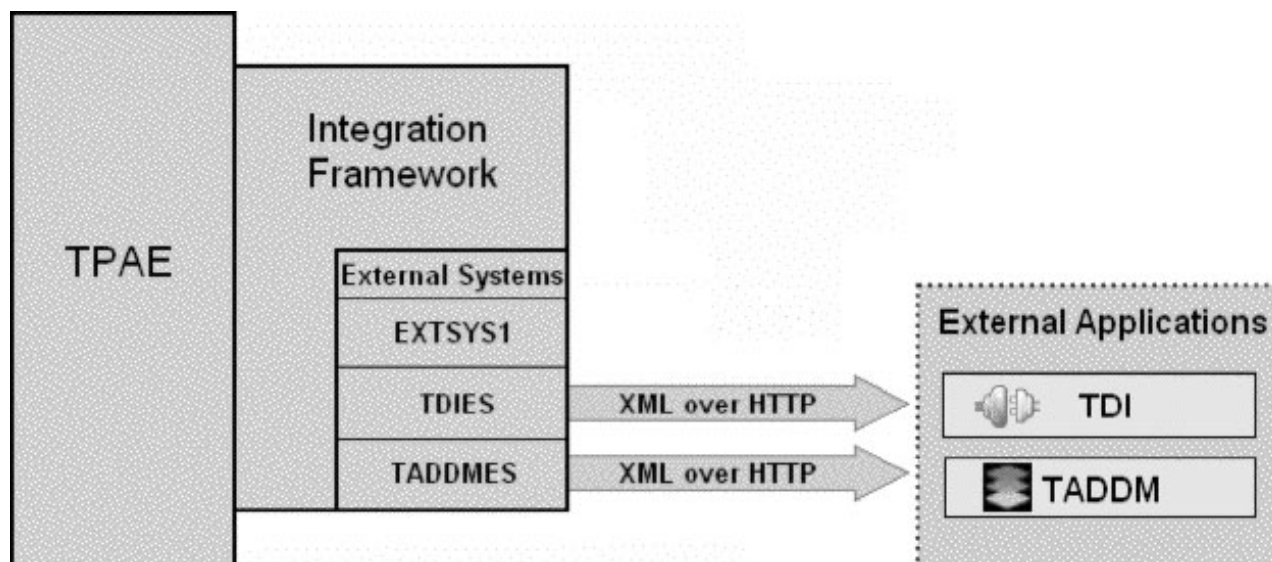 TPAE
Integration
Framework
External Systems
EXTSYS1
TDIES
TADDMES
XML over HTTP
XML over HTTP
External Applications
TDI
TADDM